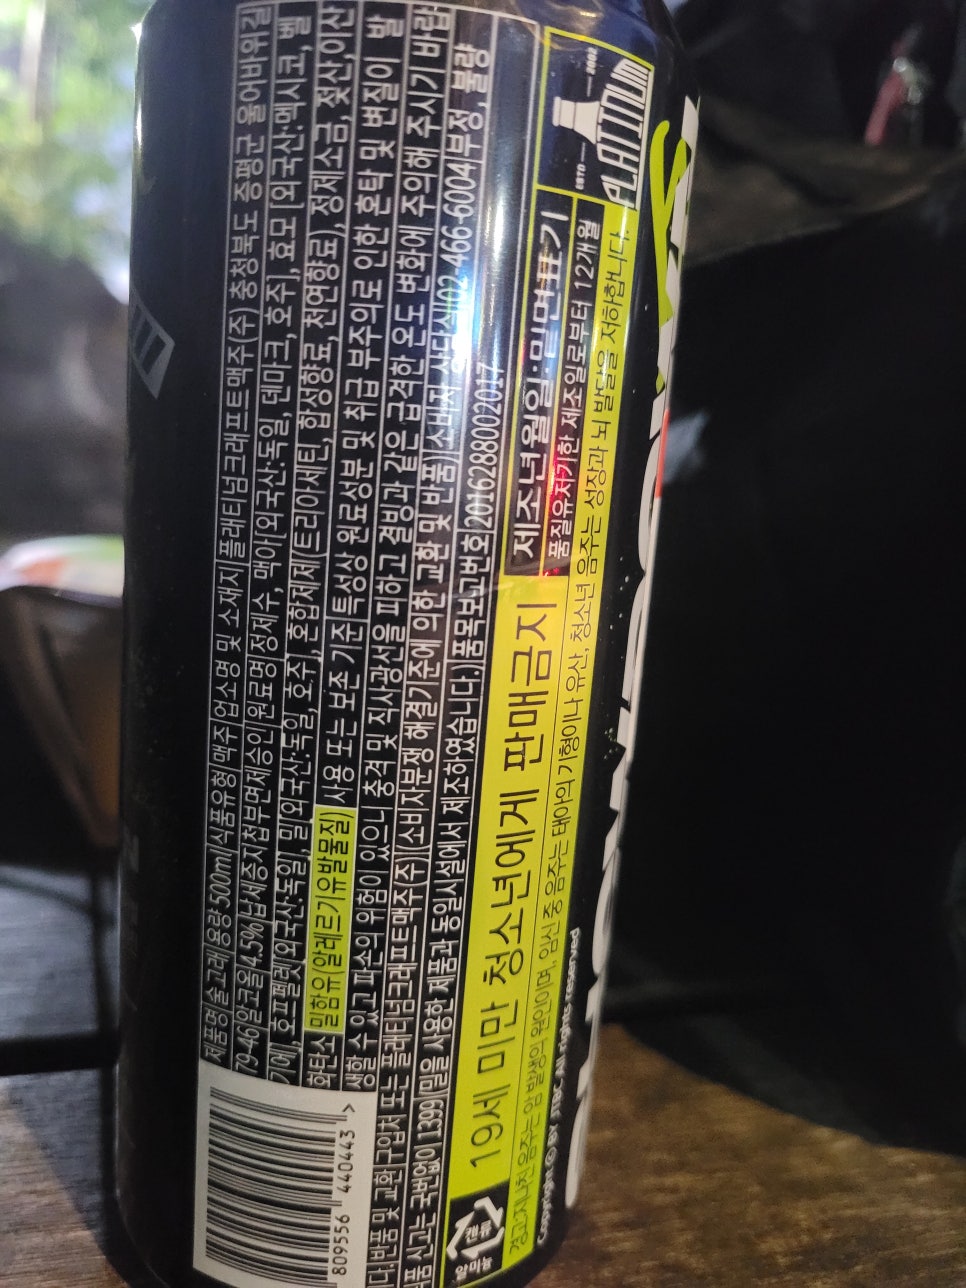 제품명|술고래|용량 500ml|식품유형 맥주|업소명 및 소재지|플래티넘크래프트맥주(주) 충청북도 증평군 울어바위길
79-46|알코올 4.5%|납세증지첩부면제승인|원료명|정제수, 맥아[외국산:독일, 덴마크, 호주], 효모[외국산:멕시코, 벨
기에], 호프펠렛[외국산:독일], 밀[외국산:독일, 호주], 혼합제제(트리아세틴, 합성향료, 천연향료), 정제소금, 젖산,이산
화탄소 밀함유(알레르기유발물질) 사용 또는 보존 기준|특성상 원료성분 및 취급 부주의로 인한 혼탁 및 변질이 발
생할 수 있고 파손의 위험이 있으니 충격 및 직사광선을 피하고 결빙과 같은 급격한 온도 변화에 주의해 주시기 바랍
다.|반품 및 교환|구입처 또는 플래티넘크래프트맥주(주)(소비자분쟁 해결기준에 의한 교환 및 반품)|소비자 상담실|02-466-6004|부정, 불량
품 신고는 국번없이 1399|밀을 사용한 제품과 동일시설에서 제조하였습니다.|품목보고번호|2016288002017
809556 440443 >
19세 미만 청소년에게 판매금지
제조년월일:밑면표기
품질유지기한 제조일로부터 12개월
경고:지나친 음주는 암 발생의 원인이며, 임신 중 음주는 태아의 기형이나 유산, 청소년 음주는 성장과 뇌 발달을 저하합니다.
캔류
알미늄
ESTD 2002
PLATINUM
Copyright ⓒ BY JTBC All rights reserved